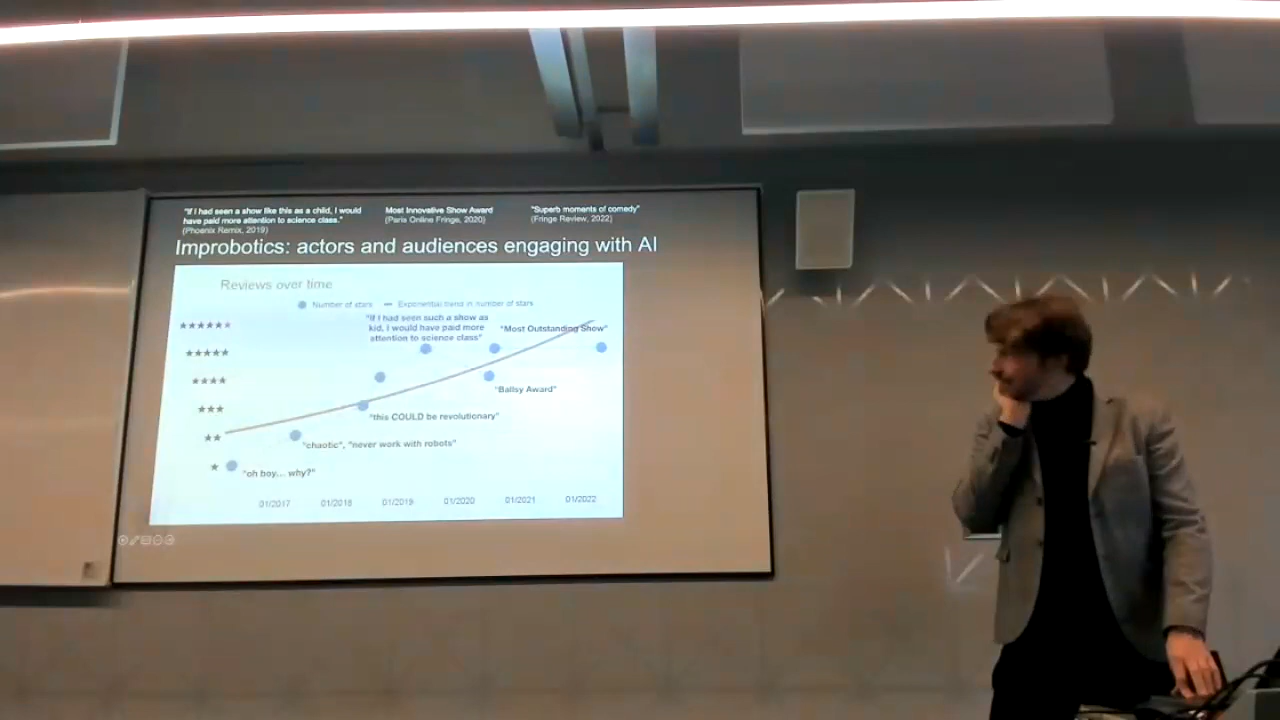 "If I had seen a show like this as a child, I would
have paid more attention to science class."
(Phoenix Remix, 2019)
Most Innovative Show Award
(Paris Online Fringe, 2020)
"Superb moments of comedy"
(Fringe Review, 2022)
Improbotics: actors and audiences engaging with AI
Reviews over time
Number of stars
Exponential trend in number of stars
"If I had seen such a show as
kid, I would have paid more
attention to science class"
"Most Outstanding Show"
"Ballsy Award"
"this COULD be revolutionary"
"chaotic", "never work with robots"
"oh boy... why?"
★★★★★★
★★★★★
★★★★
★★★
★★
★
01/2017
01/2018
01/2019
01/2020
01/2021
01/2022